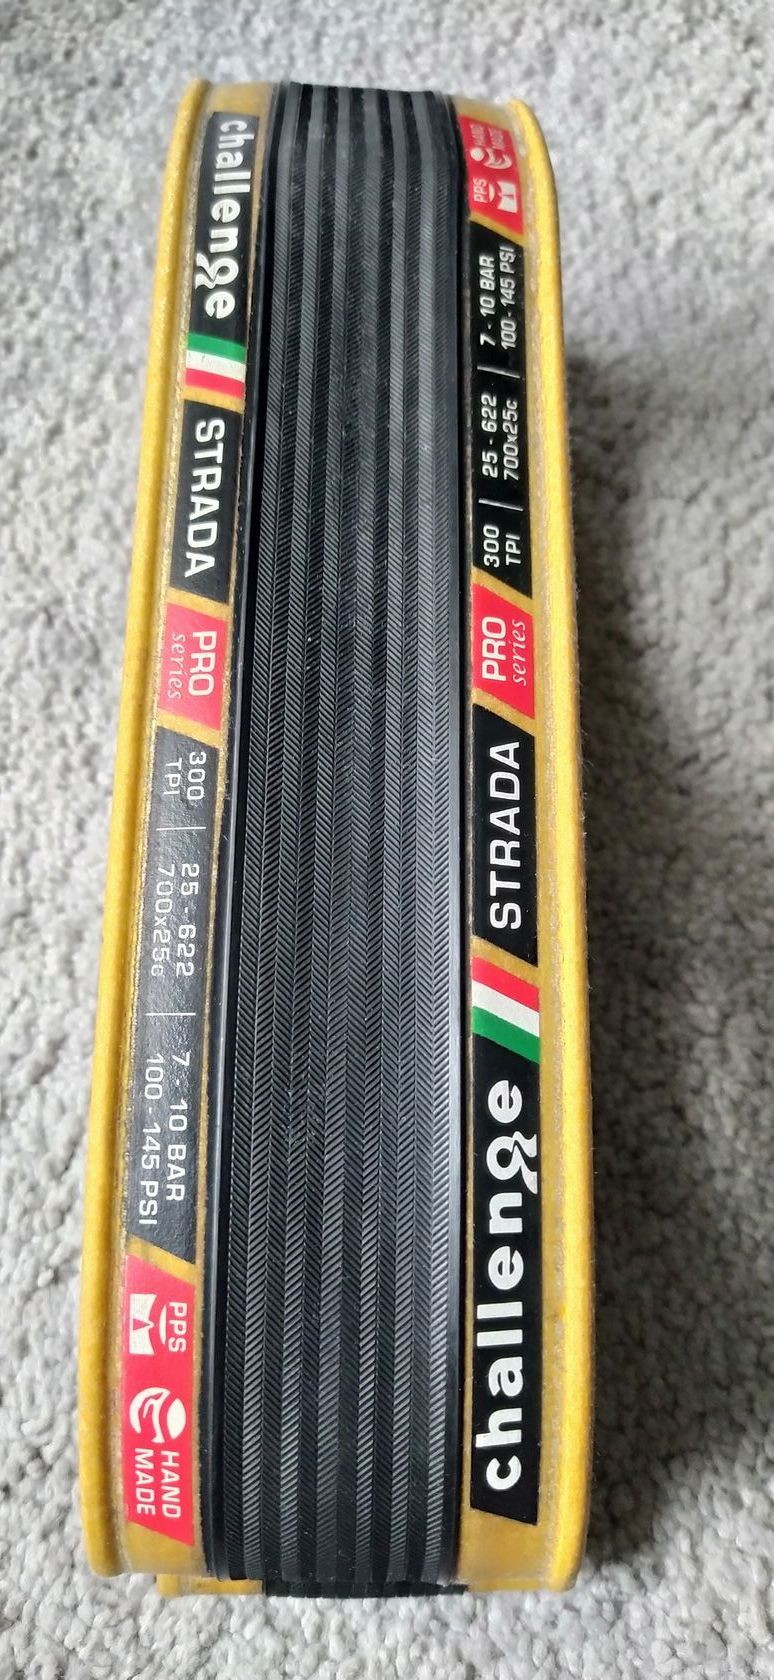 challenge
STRADA
PRO
series
300
TPI
25 - 622
700x25c
7 - 10 BAR
100 - 145 PSI
PPS
HAND
MADE
challenge
STRADA
PRO
series
300
TPI
25 - 622
700x25c
7 - 10 BAR
100 - 145 PSI
PPS
HAND
MADE